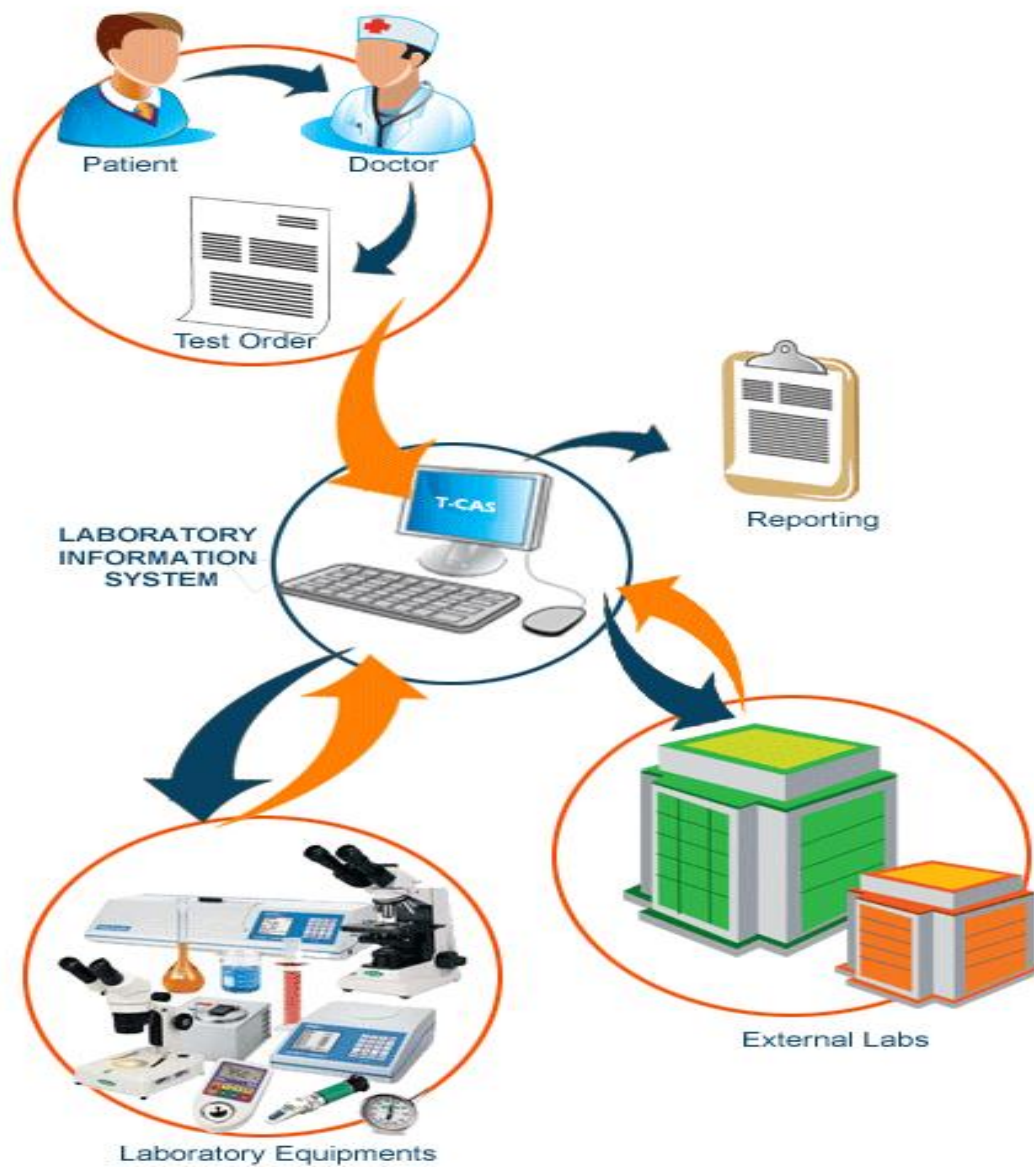 Patient
Doctor
Test Order
T-CAS
Reporting
LABORATORY
INFORMATION
SYSTEM
External Labs
Laboratory Equipments